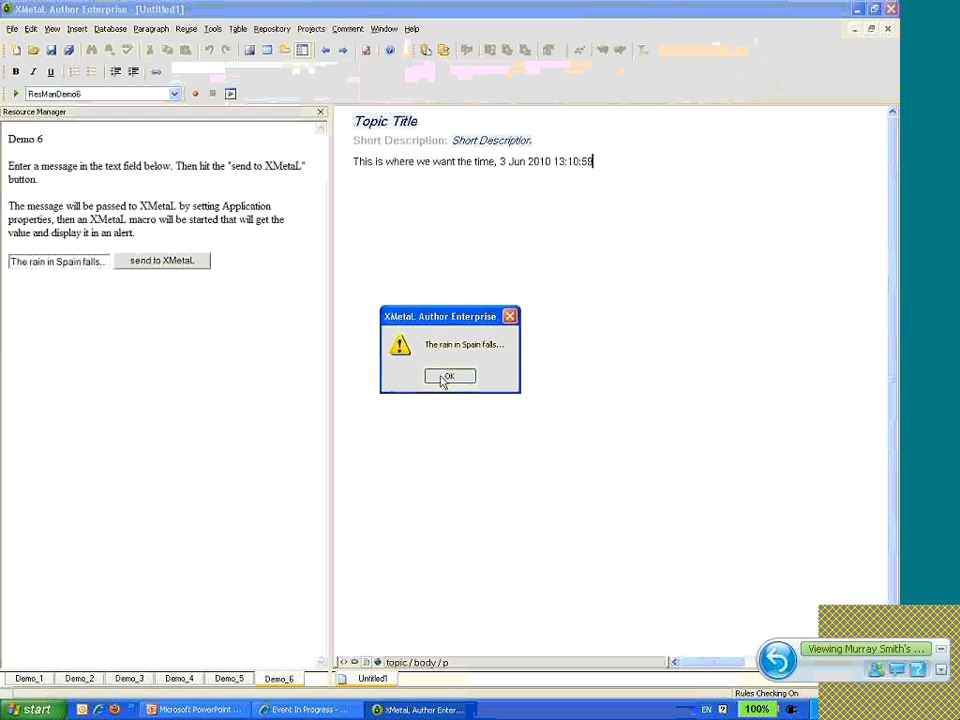 XMetaL Author Enterprise - [Untitled1]
File Edit View Insert Database Paragraph Reuse Tools Table Repository Projects Comment Window Help
B I U
ResManDemo6
Resource Manager
Demo 6
Enter a message in the text field below. Then hit the "send to XMetaL"
button.
The message will be passed to XMetaL by setting Application
properties, then an XMetaL macro will be started that will get the
value and display it in an alert.
The rain in Spain falls... send to XMetaL
Topic Title
Short Description: Short Description.
This is where we want the time, 3 Jun 2010 13:10:59
XMetaL Author Enterprise
The rain in Spain falls...
OK
topic / body / p
Demo_1 Demo_2 Demo_3 Demo_4 Demo_5 Demo_6
Untitled1
Rules Checking On
Viewing Murray Smith's ...
start
Microsoft PowerPoint ...
Event In Progress - ...
XMetaL Author Enter...
EN
100%